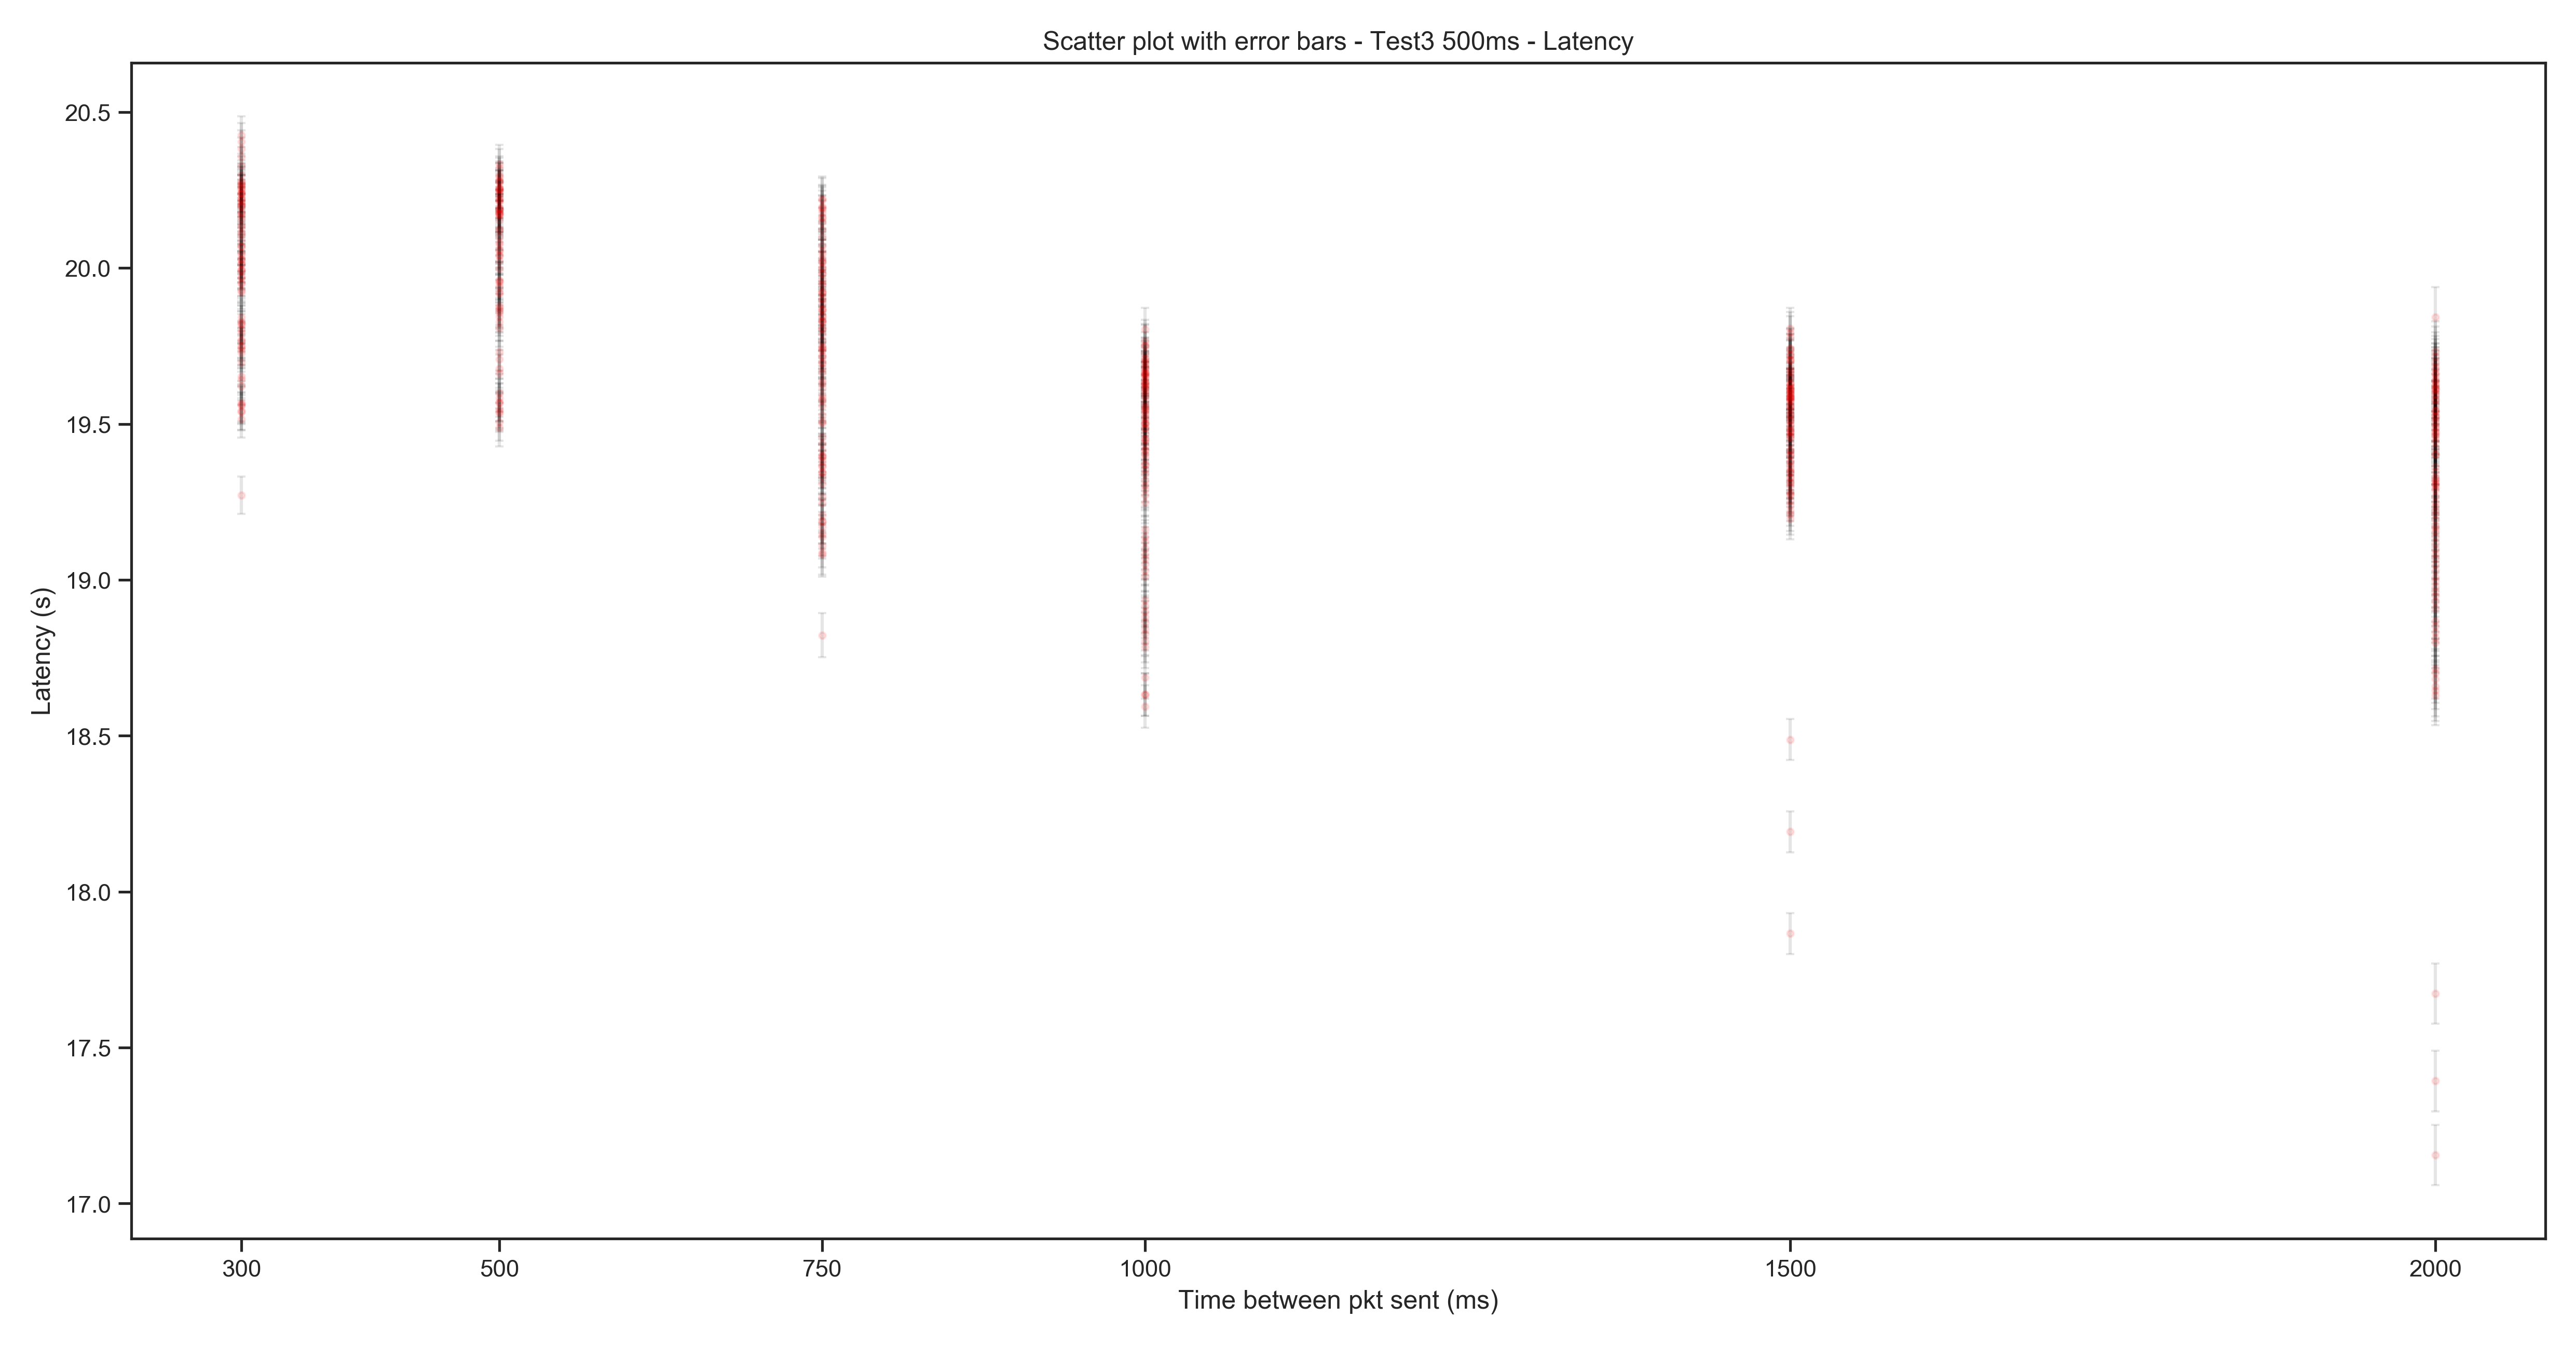 Scatter plot with error bars - Test3 500ms - Latency
20.5
20.0
19.5
19.0
18.5
18.0
17.5
17.0
Latency (s)
300 500 750 1000 1500 2000
Time between pkt sent (ms)